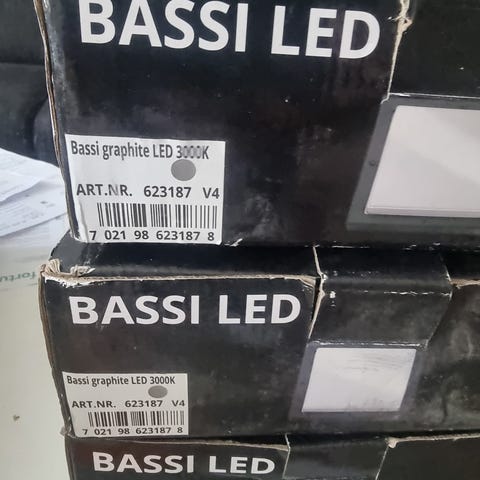 BASSI LED
Bassi graphite LED 3000K
ART.NR. 623187 V4
7 021 98 623187 8
BASSI LED
Bassi graphite LED 3000K
ART.NR. 623187 V4
7 021 98 623187 8
BASSI LED
fortu